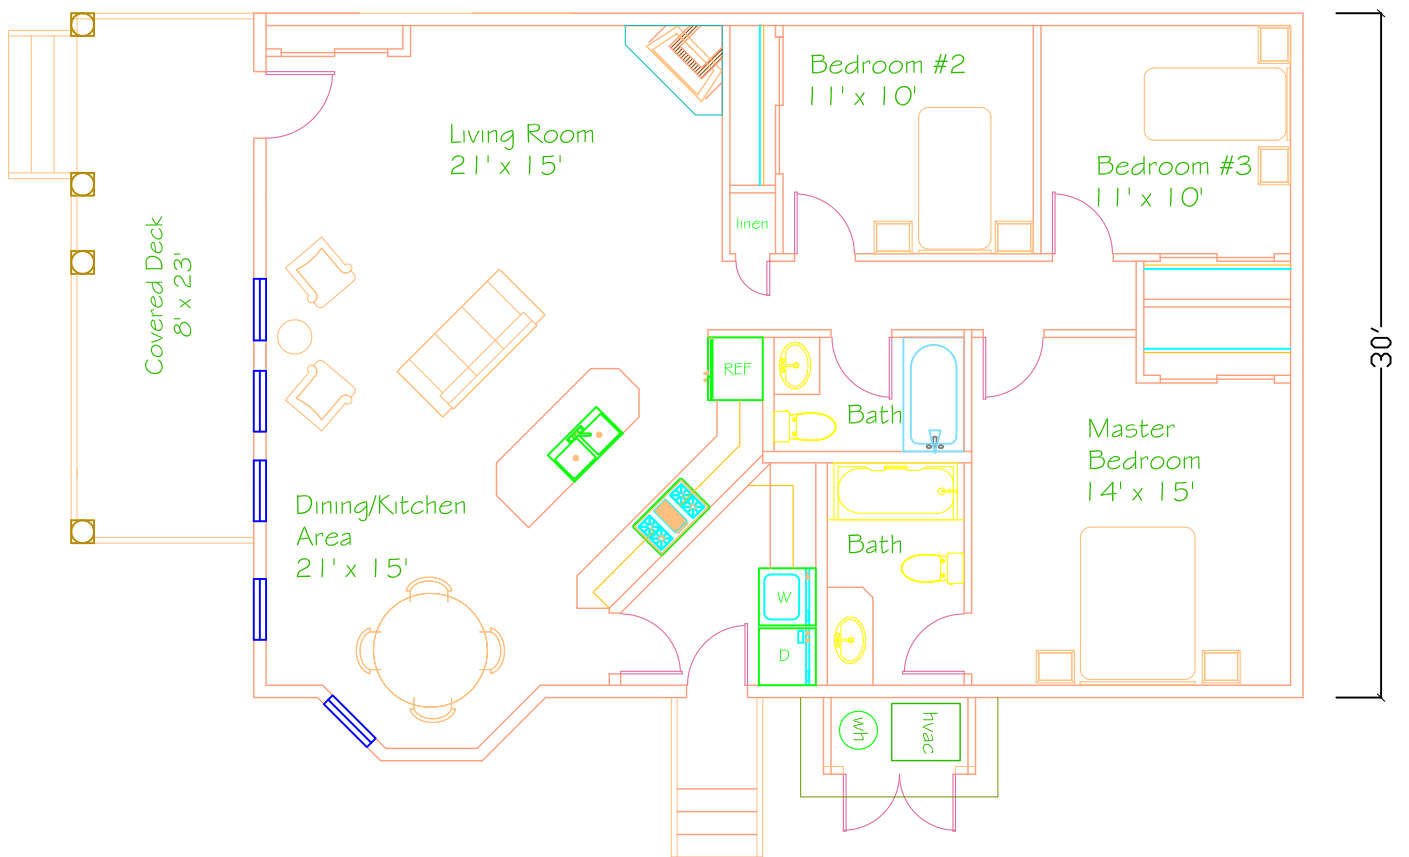 Bedroom #2
11' x 10'
Living Room
21' x 15'
Bedroom #3
11' x 10'
linen
Covered Deck
8' x 23'
30'
REF
Bath
Master
Bedroom
14' x 15'
Dining/Kitchen
Area
21' x 15'
Bath
W
D
wh
hvac